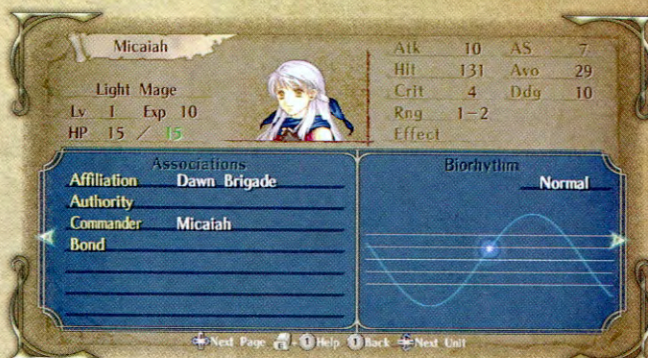 Micaiah
Light Mage
Lv 1 Exp 10
HP 15 / 15
Atk 10 AS 7
Hit 131 Avo 29
Crit 4 Ddg 10
Rng 1-2
Effect
Associations
Affiliation Dawn Brigade
Authority
Commander Micaiah
Bond
Biorhythm
Normal
Next Page + 1 Help 1 Back Next Unit